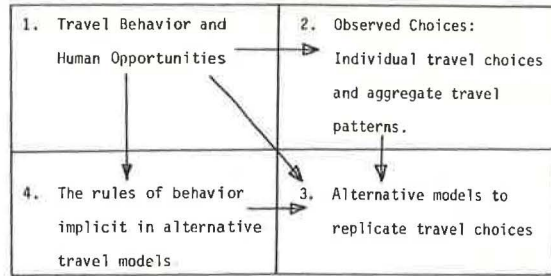 1. Travel Behavior and
Human Opportunities
2. Observed Choices:
Individual travel choices
and aggregate travel
patterns.
4. The rules of behavior
implicit in alternative
travel models
3. Alternative models to
replicate travel choices